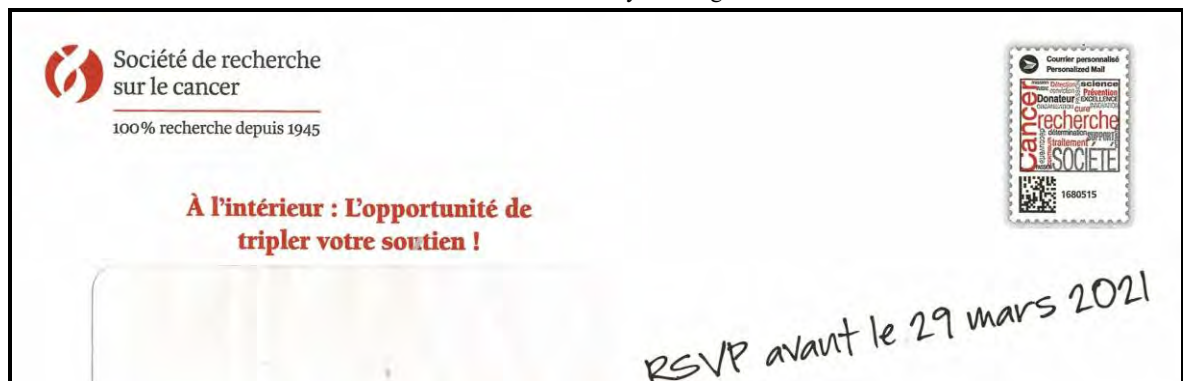 Société de recherche
sur le cancer
100% recherche depuis 1945
Courrier personnalisé
Personalized Mail
science
Prévention
Donateur EXCELLENCE
cure
Cancer
recherche
détermination SUPPORT
traitement
SOCIÉTÉ
1680515
À l'intérieur : L'opportunité de
tripler votre soutien !
RSVP avant le 29 mars 2021